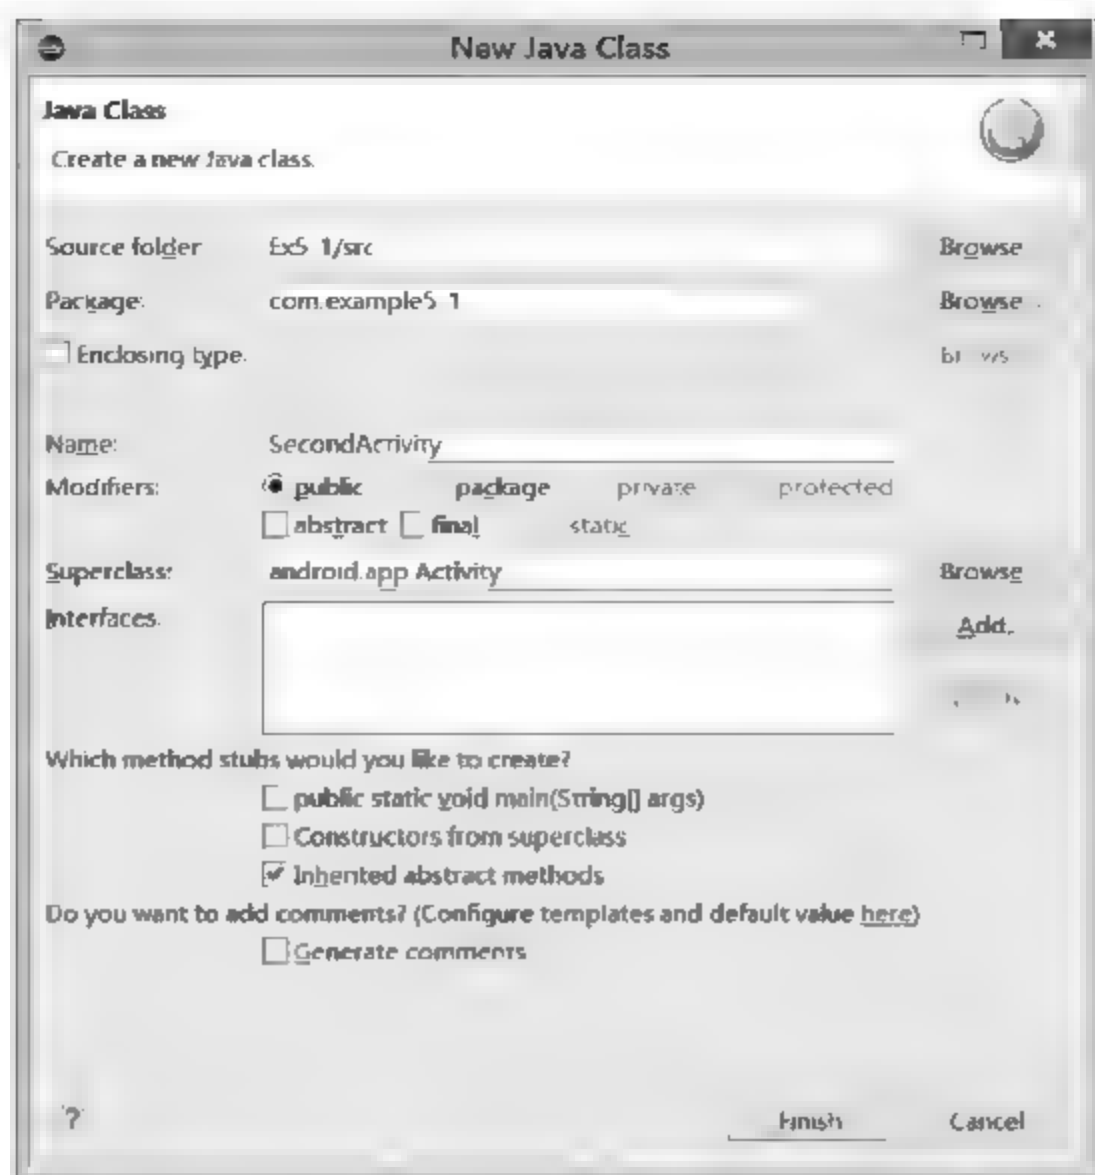 New Java Class
Java Class
Create a new Java class.
Source folder Ex5 1/src Browse
Package: com.example5 1 Browse
Enclosing type.
Name: SecondActivity
Modifiers: public package private protected
abstract final static
Superclass: android.app Activity Browse
Interfaces. Add.
Which method stubs would you like to create?
public static void main(String[] args)
Constructors from superclass
Inherited abstract methods
Do you want to add comments? (Configure templates and default value here)
Generate comments
? Finish Cancel